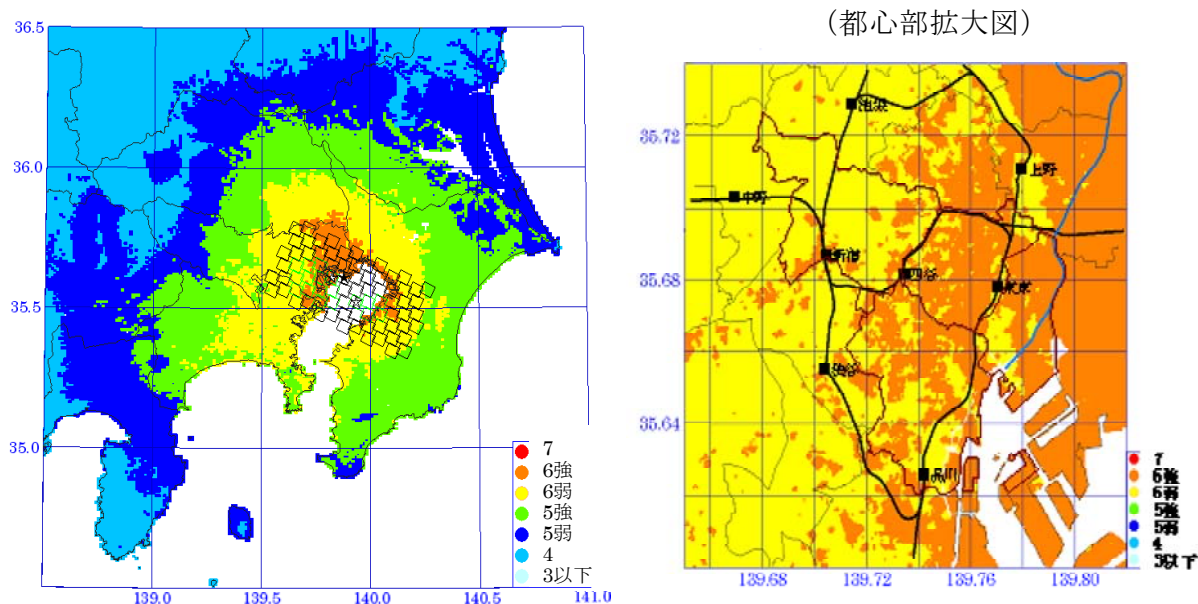 (都心部拡大図)
36.5
36.0
35.5
35.0
139.0
139.5
140.0
140.5
141.0
7
6強
6弱
5強
5弱
4
3以下
35.72
35.68
35.64
139.68
139.72
139.76
139.80
池袋
上野
中野
新宿
四谷
東京
渋谷
品川
7
6強
6弱
5強
5弱
4
3以下